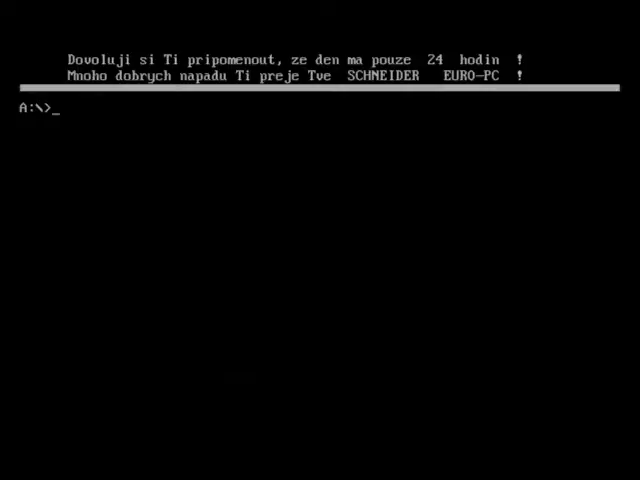 Dovoluji si Ti pripomenout, ze den ma pouze 24 hodin !
Mnoho dobrych napadu Ti preje Tve SCHNEIDER EURO-PC !
A:\>_